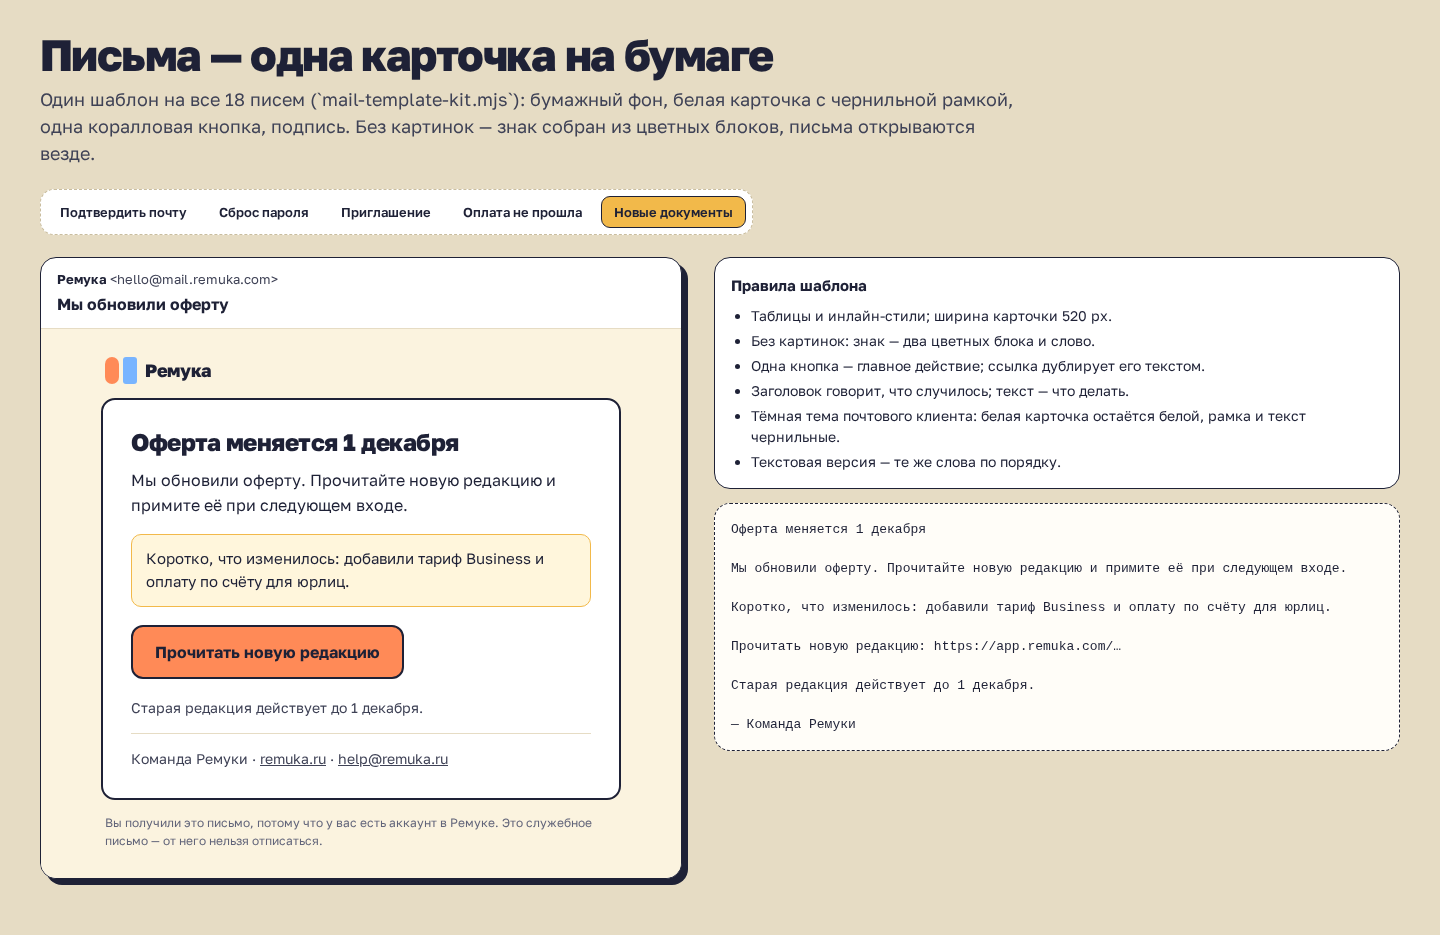 Письма — одна карточка на бумаге
Один шаблон на все 18 писем (`mail-template-kit.mjs`): бумажный фон, белая карточка с чернильной рамкой,
одна коралловая кнопка, подпись. Без картинок — знак собран из цветных блоков, письма открываются
везде.
Подтвердить почту
Сброс пароля
Приглашение
Оплата не прошла
Новые документы
Ремука <hello@mail.remuka.com>
Мы обновили оферту
Ремука
Оферта меняется 1 декабря
Мы обновили оферту. Прочитайте новую редакцию и
примите её при следующем входе.
Коротко, что изменилось: добавили тариф Business и
оплату по счёту для юрлиц.
Прочитать новую редакцию
Старая редакция действует до 1 декабря.
Команда Ремуки · remuka.ru · help@remuka.ru
Вы получили это письмо, потому что у вас есть аккаунт в Ремуке. Это служебное
письмо — от него нельзя отписаться.
Правила шаблона
• Таблицы и инлайн-стили; ширина карточки 520 px.
• Без картинок: знак — два цветных блока и слово.
• Одна кнопка — главное действие; ссылка дублирует его текстом.
• Заголовок говорит, что случилось; текст — что делать.
• Тёмная тема почтового клиента: белая карточка остаётся белой, рамка и текст
чернильные.
• Текстовая версия — те же слова по порядку.
Оферта меняется 1 декабря
Мы обновили оферту. Прочитайте новую редакцию и примите её при следующем входе.
Коротко, что изменилось: добавили тариф Business и оплату по счёту для юрлиц.
Прочитать новую редакцию: https://app.remuka.com/…
Старая редакция действует до 1 декабря.
— Команда Ремуки